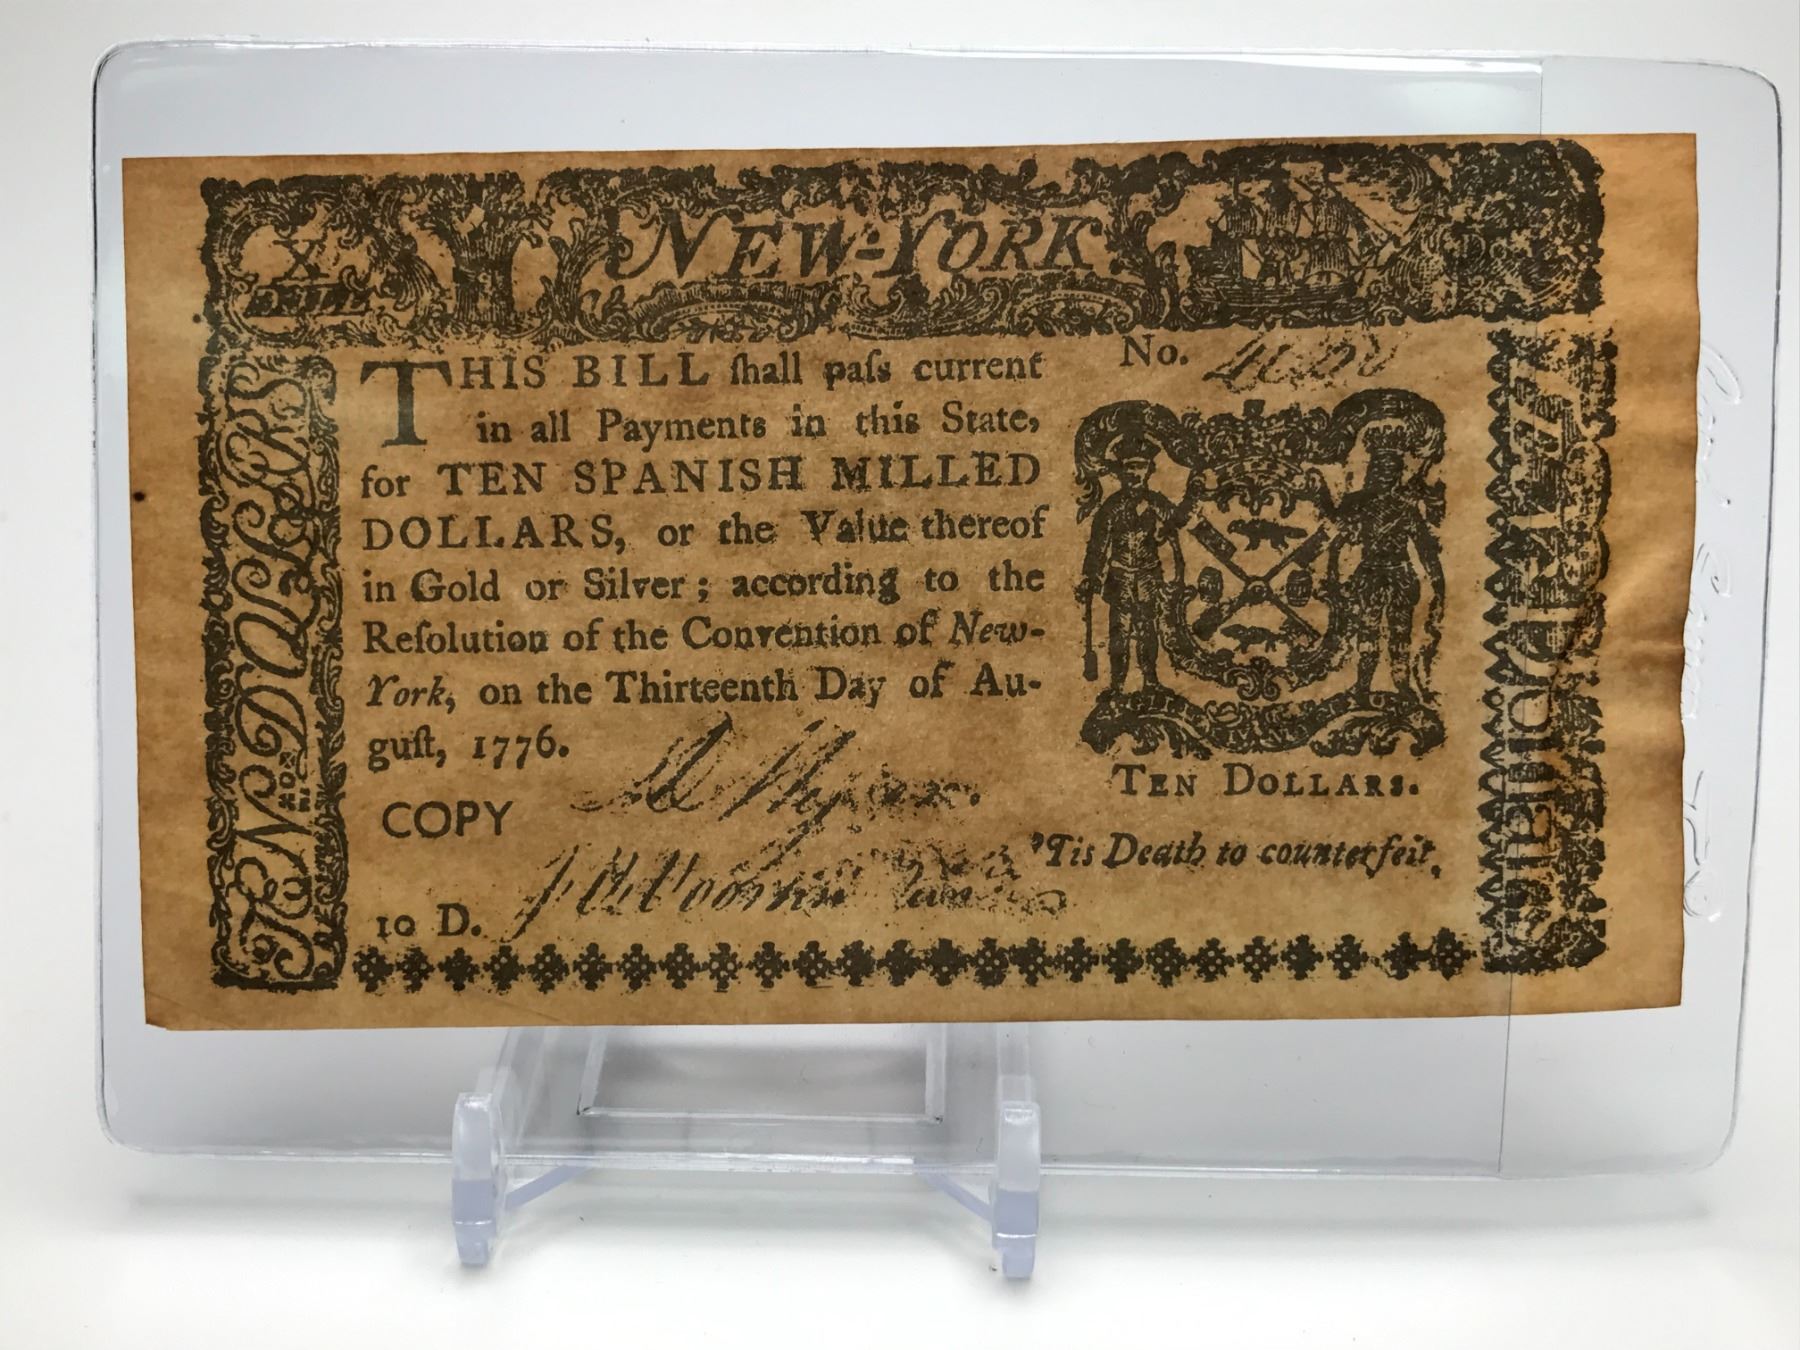 X
NEW-YORK
No.
THIS BILL ſhall paſs current
in all Payments in this State,
for TEN SPANISH MILLED
DOLLARS, or the Value thereof
in Gold or Silver; according to the
Reſolution of the Convention of New-
York, on the Thirteenth Day of Au-
guſt, 1776.
COPY
10 D.
TEN DOLLARS.
'Tis Death to counterfeit.
TEN DOLLARS